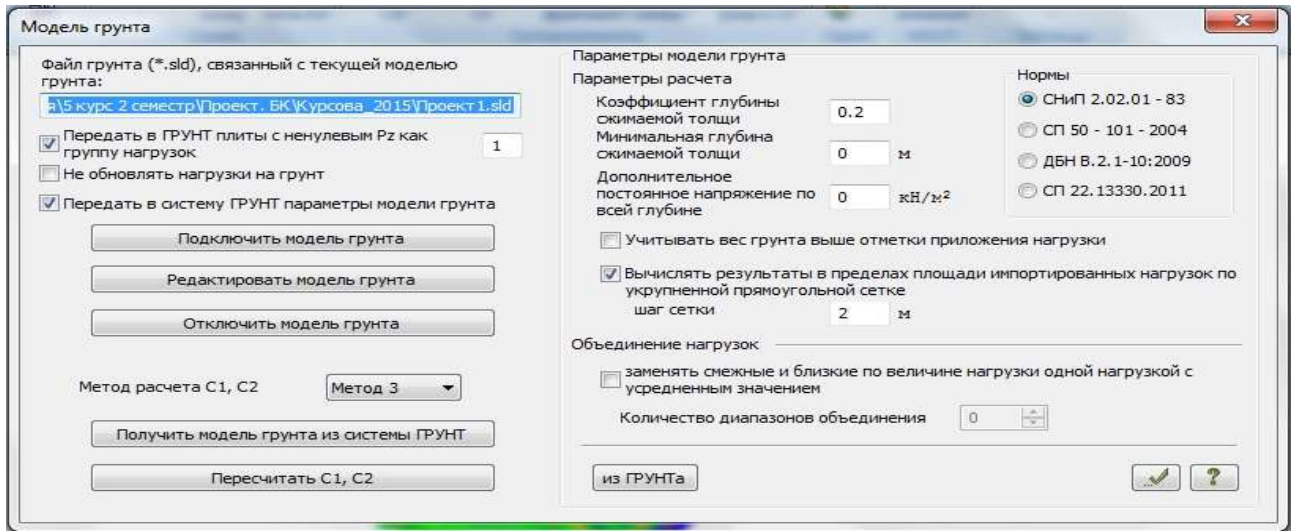 Модель грунта
Файл грунта (*.sld), связанный с текущей моделью
грунта:
я\5 курс 2 семестр\Проект. БК\Курсова_2015\Проект1.sld
Передать в ГРУНТ плиты с ненулевым Pz как
группу нагрузок
1
Не обновлять нагрузки на грунт
Передать в систему ГРУНТ параметры модели грунта
Подключить модель грунта
Редактировать модель грунта
Отключить модель грунта
Метод расчета C1, C2
Метод 3
Получить модель грунта из системы ГРУНТ
Пересчитать C1, C2
Параметры модели грунта
Параметры расчета
Коэффициент глубины
сжимаемой толщи
0.2
Минимальная глубина
сжимаемой толщи
0 м
Дополнительное
постоянное напряжение по
всей глубине
0 кН/м²
Нормы
СНиП 2.02.01 - 83
СП 50 - 101 - 2004
ДБН В.2.1-10:2009
СП 22.13330.2011
Учитывать вес грунта выше отметки приложения нагрузки
Вычислять результаты в пределах площади импортированных нагрузок по
укрупненной прямоугольной сетке
шаг сетки 2 м
Объединение нагрузок
заменять смежные и близкие по величине нагрузки одной нагрузкой с
усредненным значением
Количество диапазонов объединения 0
из ГРУНТа
?